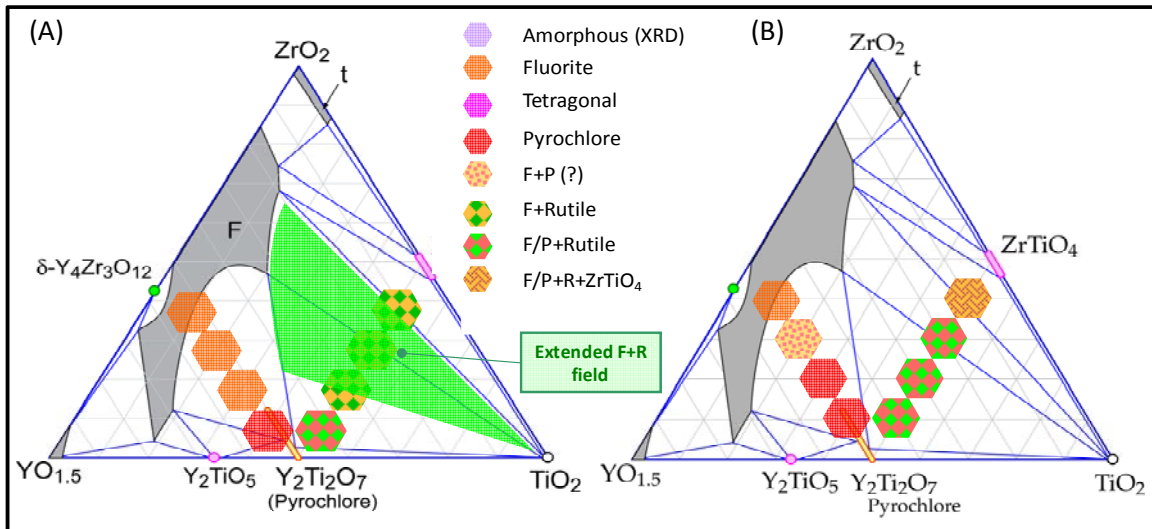 (A)
ZrO₂
t
F
δ-Y₄Zr₃O₁₂
YO₁.₅
Y₂TiO₅
Y₂Ti₂O₇
(Pyrochlore)
TiO₂
Extended F+R
field
Amorphous (XRD)
Fluorite
Tetragonal
Pyrochlore
F+P (?)
F+Rutile
F/P+Rutile
F/P+R+ZrTiO₄
(B)
ZrO₂
t
ZrTiO₄
YO₁.₅
Y₂TiO₅
Y₂Ti₂O₇
Pyrochlore
TiO₂